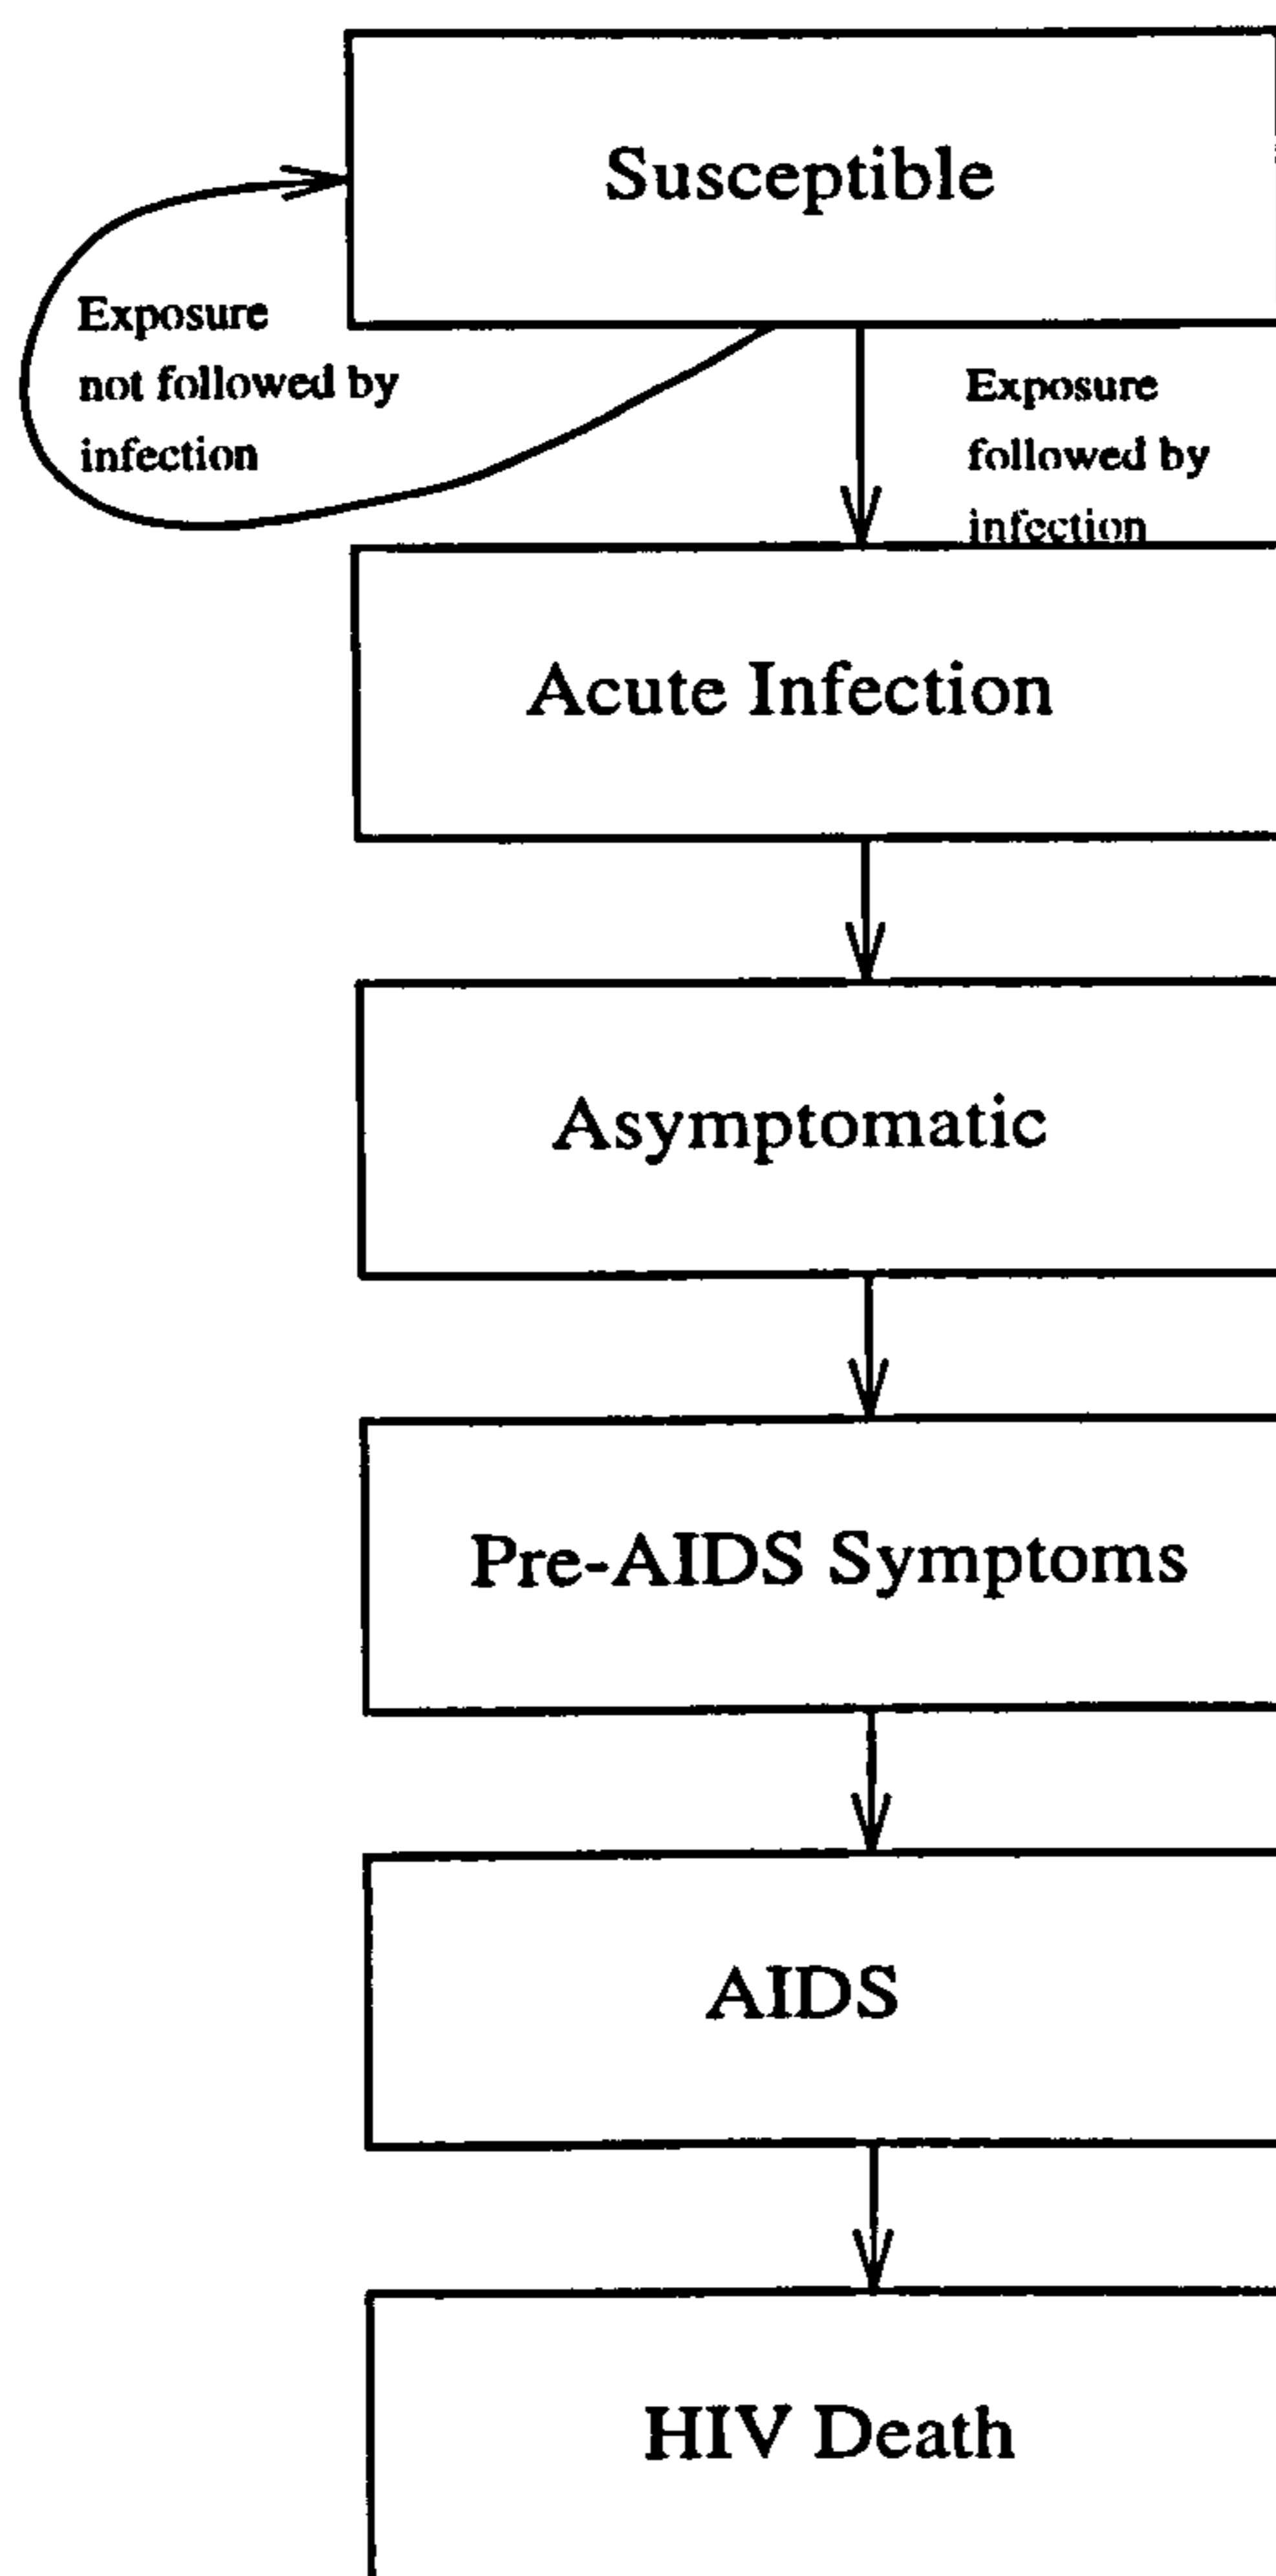 Susceptible
Exposure
not followed by
infection
Exposure
followed by
infection
Acute Infection
Asymptomatic
Pre-AIDS Symptoms
AIDS
HIV Death